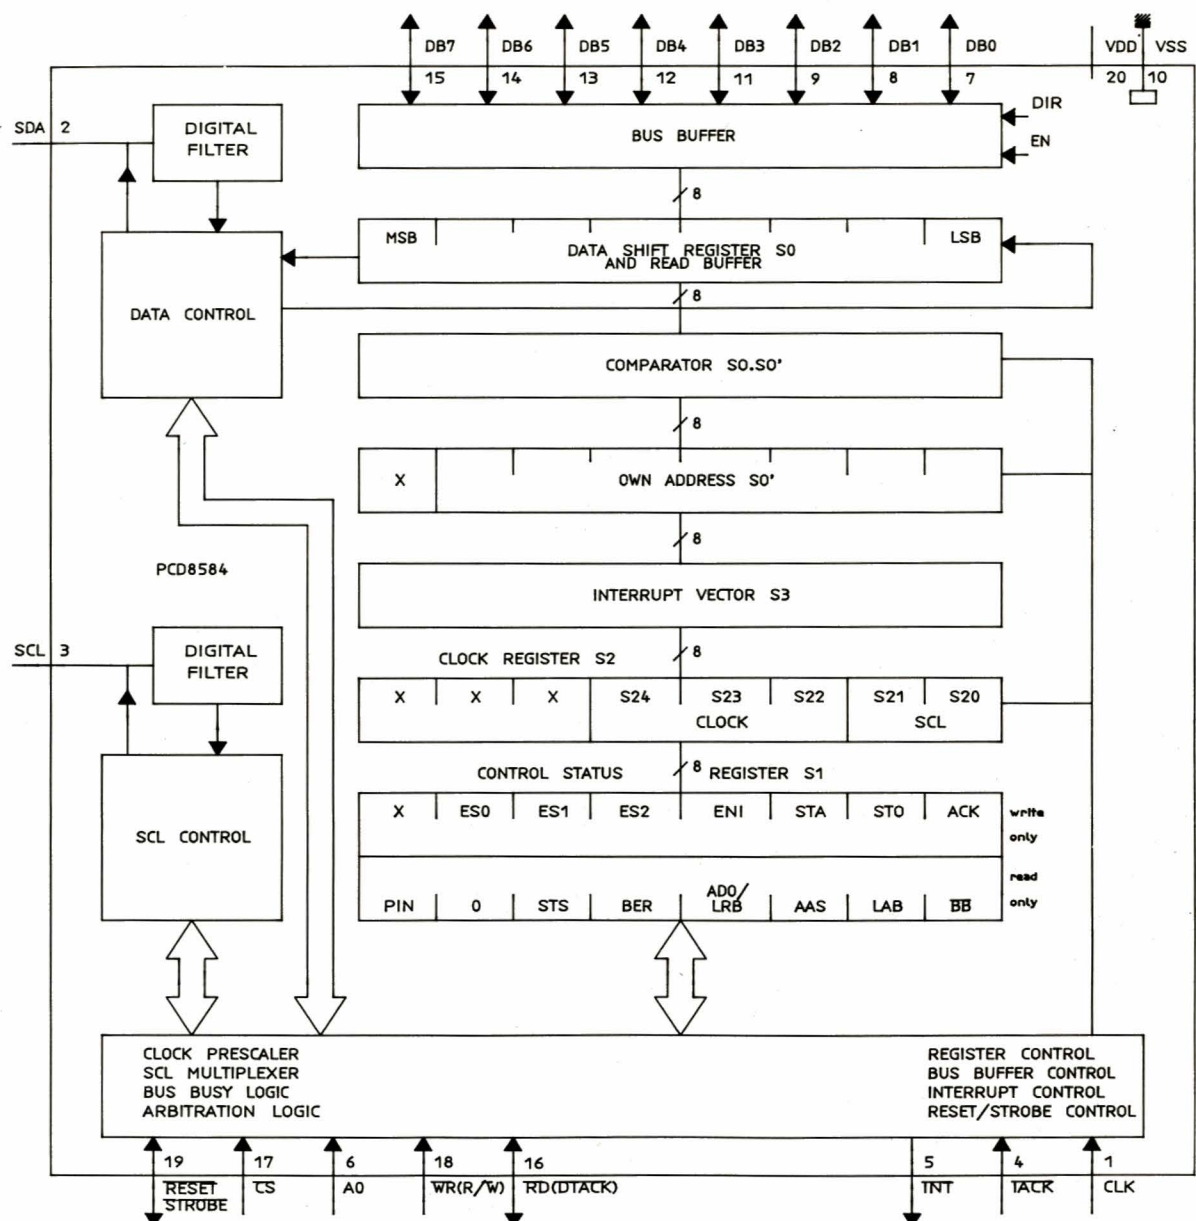 DB7 DB6 DB5 DB4 DB3 DB2 DB1 DB0 VDD VSS
15 14 13 12 11 9 8 7 20 10
SDA 2
DIGITAL
FILTER
BUS BUFFER
DIR
EN
8
MSB
DATA SHIFT REGISTER S0
AND READ BUFFER
LSB
8
DATA CONTROL
COMPARATOR S0.S0'
8
X
OWN ADDRESS S0'
8
PCD8584
INTERRUPT VECTOR S3
SCL 3
DIGITAL
FILTER
CLOCK REGISTER S2
8
X X X S24 S23 S22 S21 S20
CLOCK SCL
CONTROL STATUS 8 REGISTER S1
X ES0 ES1 ES2 ENI STA STO ACK
write
only
SCL CONTROL
read
only
PIN 0 STS BER AD0/
LRB AAS LAB BB
CLOCK PRESCALER
SCL MULTIPLEXER
BUS BUSY LOGIC
ARBITRATION LOGIC
REGISTER CONTROL
BUS BUFFER CONTROL
INTERRUPT CONTROL
RESET/STROBE CONTROL
19 17 6 18 16 5 4 1
RESET
STROBE
CS A0 WR(R/W) RD(DTACK) INT IACK CLK